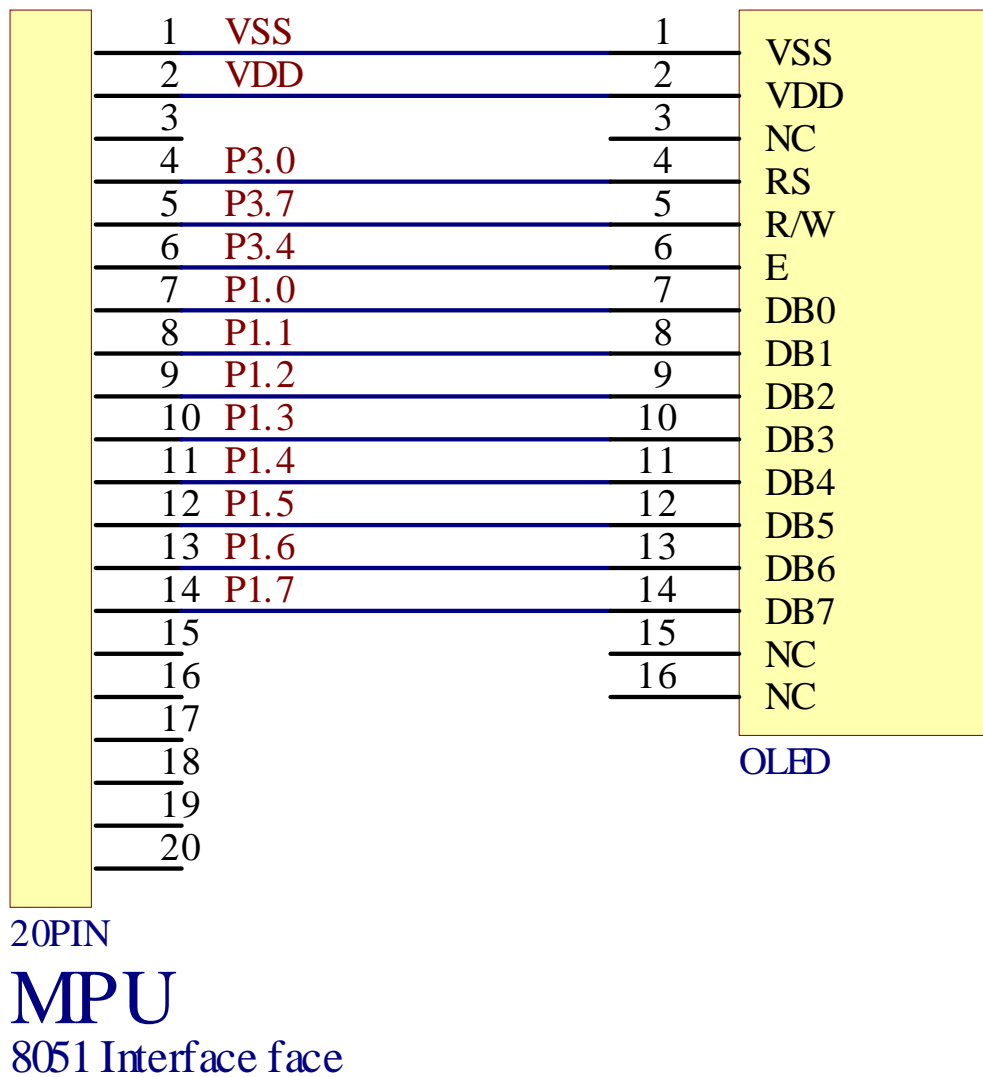 1 VSS 1 VSS
2 VDD 2 VDD
3 3 NC
4 P3.0 4 RS
5 P3.7 5 R/W
6 P3.4 6 E
7 P1.0 7 DB0
8 P1.1 8 DB1
9 P1.2 9 DB2
10 P1.3 10 DB3
11 P1.4 11 DB4
12 P1.5 12 DB5
13 P1.6 13 DB6
14 P1.7 14 DB7
15 15 NC
16 16 NC
17
18
19
20
OLED
20PIN
MPU
8051 Interface face